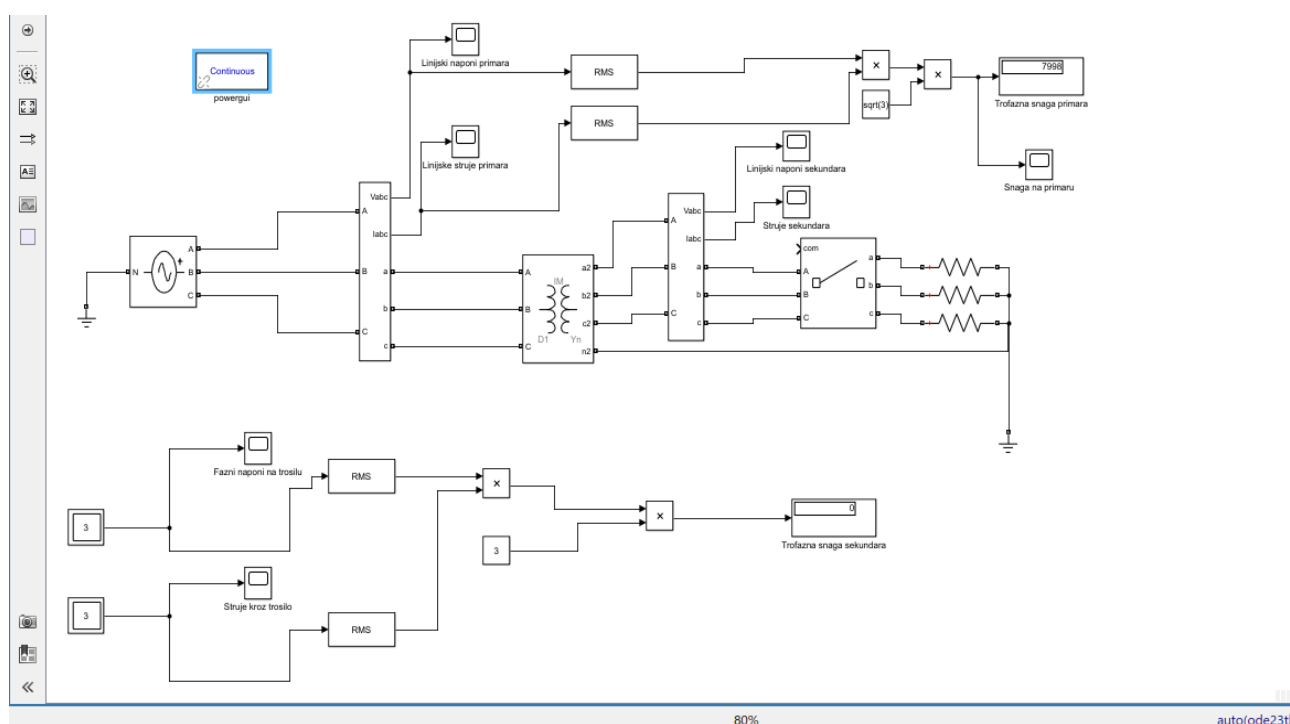 Continuous
powergui
Linijski naponi primara
RMS
×
×
sqrt(3)
7998
Trofazna snaga primara
RMS
Linijske struje primara
Linijski naponi sekundara
Snaga na primaru
Struje sekundara
N
A
B
C
Vabc
Iabc
A
B
C
a
b
c
A
B
C
IM
D1
Yn
a2
b2
c2
n2
Vabc
Iabc
A
B
C
a
b
c
com
A
B
C
a
b
c
Fazni naponi na trosilu
RMS
×
3
3
×
0
Trofazna snaga sekundara
Struje kroz trosilo
3
RMS
80%